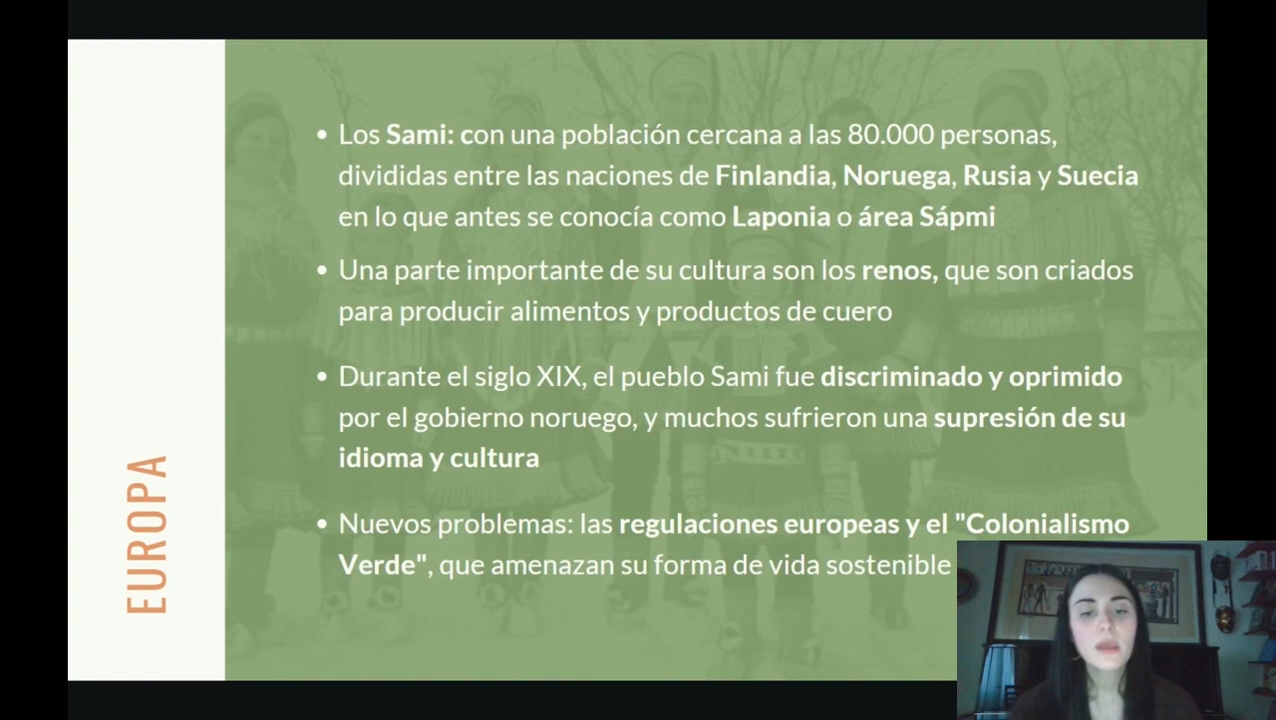 • Los Sami: con una población cercana a las 80.000 personas,
divididas entre las naciones de Finlandia, Noruega, Rusia y Suecia
en lo que antes se conocía como Laponia o área Sápmi
• Una parte importante de su cultura son los renos, que son criados
para producir alimentos y productos de cuero
• Durante el siglo XIX, el pueblo Sami fue discriminado y oprimido
por el gobierno noruego, y muchos sufrieron una supresión de su
idioma y cultura
• Nuevos problemas: las regulaciones europeas y el "Colonialismo
Verde", que amenazan su forma de vida sostenible
EUROPA